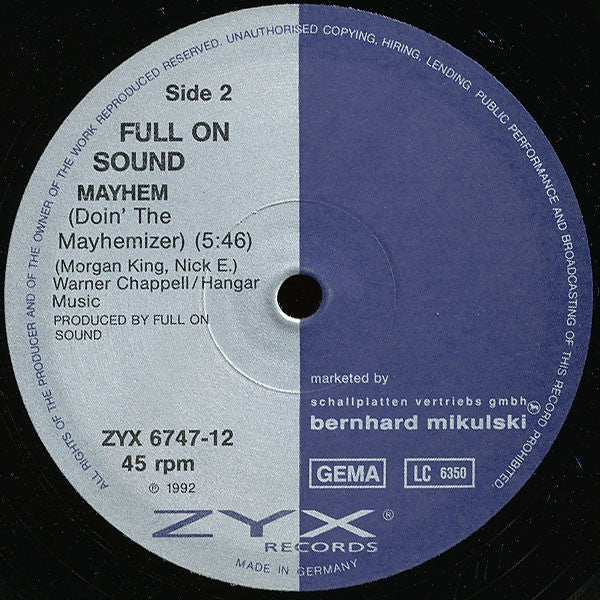 ALL RIGHTS OF THE PRODUCER AND OF THE OWNER OF THE WORK REPRODUCED RESERVED. UNAUTHORISED COPYING, HIRING, LENDING PUBLIC PERFORMANCE AND BROADCASTING OF THIS RECORD PROHIBITED.
Side 2
FULL ON
SOUND
MAYHEM
(Doin' The
Mayhemizer) (5:46)
(Morgan King, Nick E.)
Warner Chappell/Hangar
Music
PRODUCED BY FULL ON
SOUND
marketed by
schallplatten vertriebs gmbh
bernhard mikulski
ZYX 6747-12
45 rpm
GEMA LC 6350
℗ 1992
ZYX®
RECORDS
MADE IN GERMANY